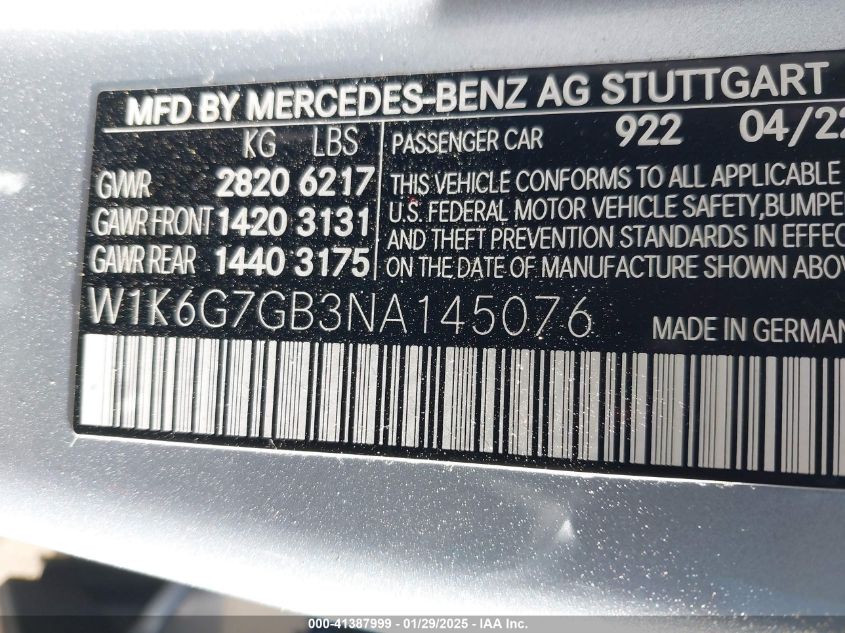 MFD BY MERCEDES-BENZ AG STUTTGART
KG LBS
GVWR 2820 6217
GAWR FRONT 1420 3131
GAWR REAR 1440 3175
PASSENGER CAR 922 04/22
THIS VEHICLE CONFORMS TO ALL APPLICABLE
U.S. FEDERAL MOTOR VEHICLE SAFETY,BUMPE
AND THEFT PREVENTION STANDARDS IN EFFEC
ON THE DATE OF MANUFACTURE SHOWN ABOV
W1K6G7GB3NA145076 MADE IN GERMAN
000-41387999 - 01/29/2025 - IAA Inc.